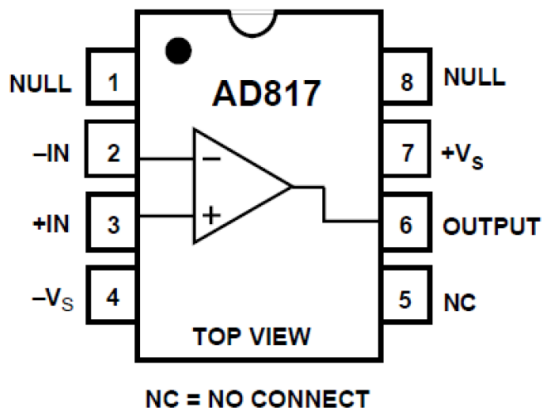 AD817
NULL 1
–IN 2
+IN 3
–VS 4
8 NULL
7 +VS
6 OUTPUT
5 NC
–
+
TOP VIEW
NC = NO CONNECT